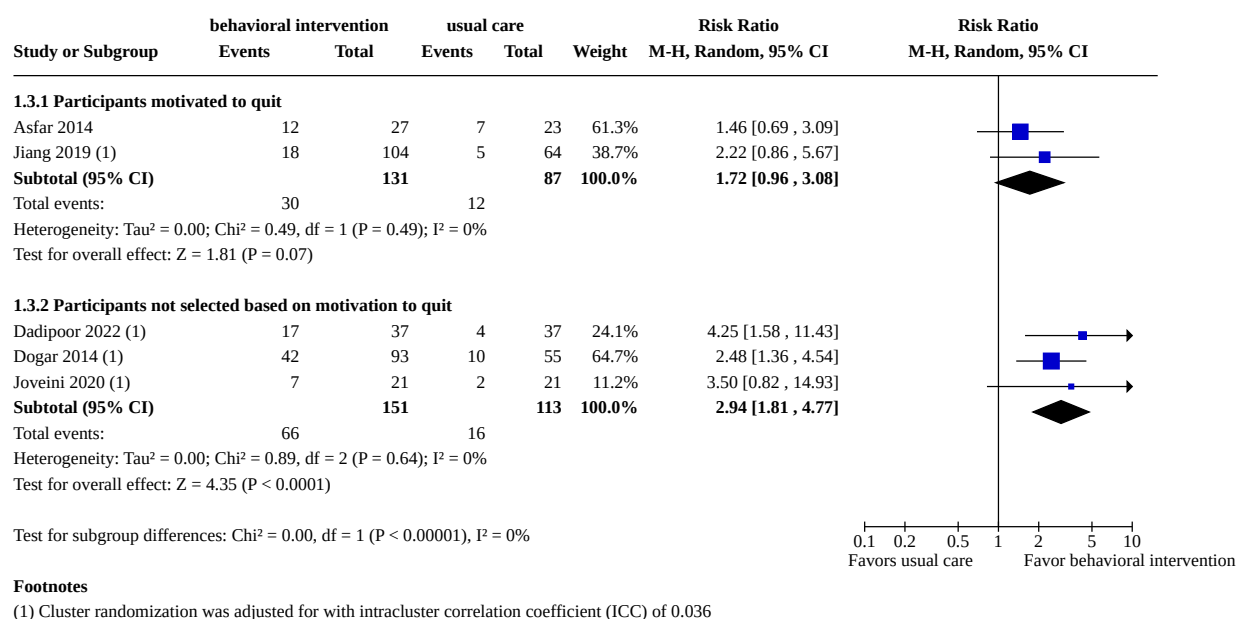 behavioral intervention usual care Risk Ratio Risk Ratio
Study or Subgroup Events Total Events Total Weight M-H, Random, 95% CI M-H, Random, 95% CI
1.3.1 Participants motivated to quit
Asfar 2014 12 27 7 23 61.3% 1.46 [0.69 , 3.09]
Jiang 2019 (1) 18 104 5 64 38.7% 2.22 [0.86 , 5.67]
Subtotal (95% CI) 131 87 100.0% 1.72 [0.96 , 3.08]
Total events: 30 12
Heterogeneity: Tau² = 0.00; Chi² = 0.49, df = 1 (P = 0.49); I² = 0%
Test for overall effect: Z = 1.81 (P = 0.07)
1.3.2 Participants not selected based on motivation to quit
Dadipoor 2022 (1) 17 37 4 37 24.1% 4.25 [1.58 , 11.43]
Dogar 2014 (1) 42 93 10 55 64.7% 2.48 [1.36 , 4.54]
Joveini 2020 (1) 7 21 2 21 11.2% 3.50 [0.82 , 14.93]
Subtotal (95% CI) 151 113 100.0% 2.94 [1.81 , 4.77]
Total events: 66 16
Heterogeneity: Tau² = 0.00; Chi² = 0.89, df = 2 (P = 0.64); I² = 0%
Test for overall effect: Z = 4.35 (P < 0.0001)
Test for subgroup differences: Chi² = 0.00, df = 1 (P < 0.00001), I² = 0%
0.1 0.2 0.5 1 2 5 10
Favors usual care Favor behavioral intervention
Footnotes
(1) Cluster randomization was adjusted for with intracluster correlation coefficient (ICC) of 0.036